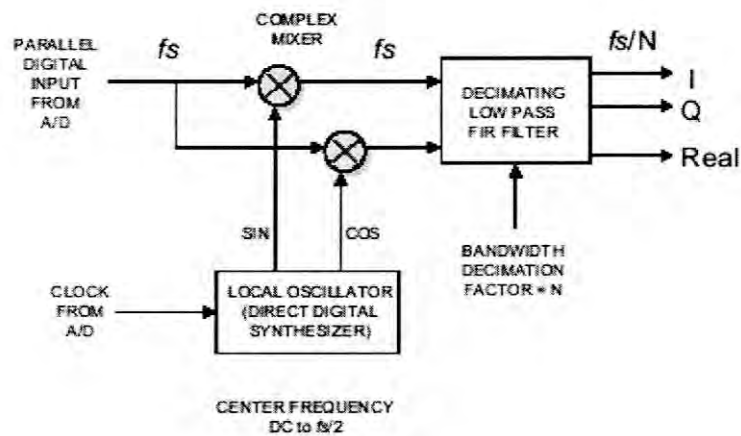 COMPLEX
MIXER
PARALLEL
DIGITAL
INPUT
FROM
A/D
fs
fs
fs/N
I
Q
Real
DECIMATING
LOW PASS
FIR FILTER
SIN
COS
BANDWIDTH
DECIMATION
FACTOR = N
CLOCK
FROM
A/D
LOCAL OSCILLATOR
(DIRECT DIGITAL
SYNTHESIZER)
CENTER FREQUENCY
DC to fs/2